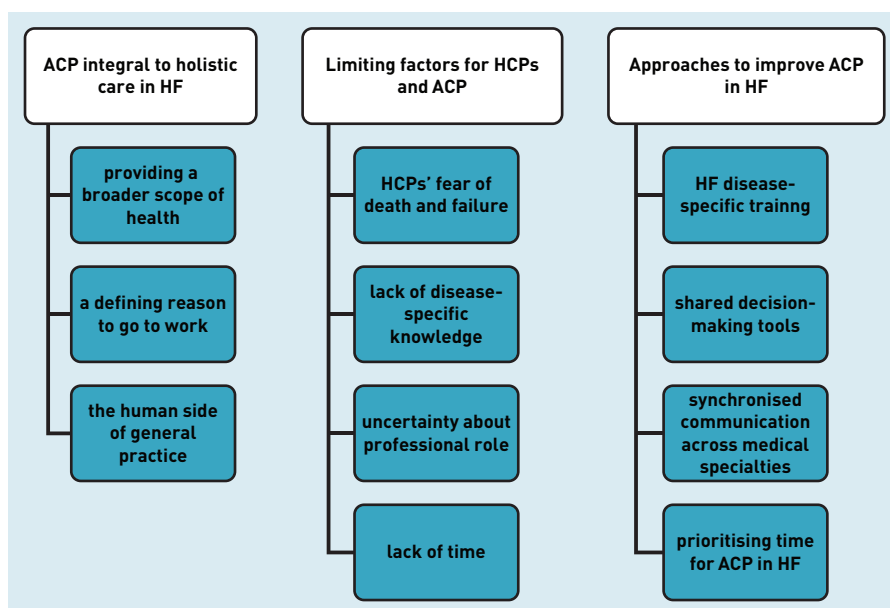 ACP integral to holistic
care in HF
providing a
broader scope of
health
a defining reason
to go to work
the human side
of general
practice
Limiting factors for HCPs
and ACP
HCPs' fear of
death and failure
lack of disease-
specific
knowledge
uncertainty about
professional role
lack of time
Approaches to improve ACP
in HF
HF disease-
specific trainng
shared decision-
making tools
synchronised
communication
across medical
specialties
prioritising time
for ACP in HF